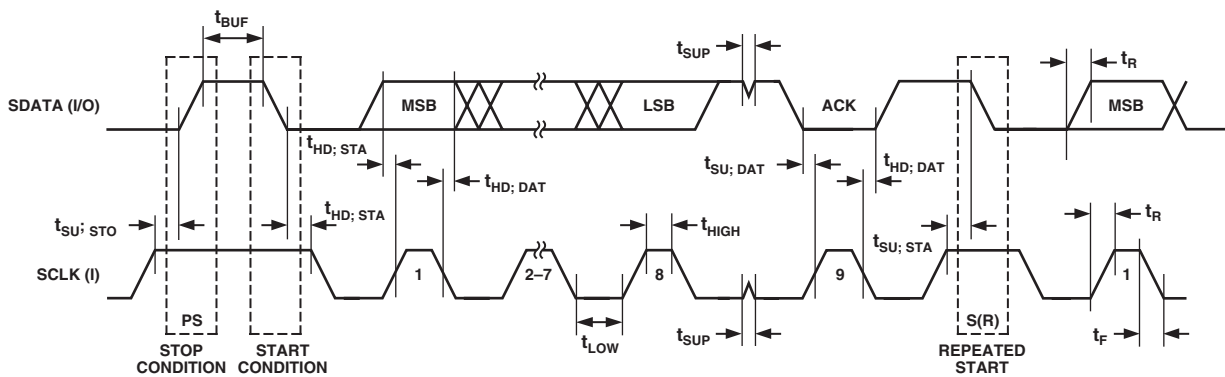 tBUF
tSUP
tR
SDATA (I/O)
MSB
LSB
ACK
MSB
tHD; STA
tHD; DAT
tSU; DAT
tHD; DAT
tSU; STO
tHD; STA
tHIGH
tSU; STA
tR
SCLK (I)
1
2–7
8
9
1
PS
tLOW
tSUP
S(R)
tF
STOP
CONDITION
START
CONDITION
REPEATED
START